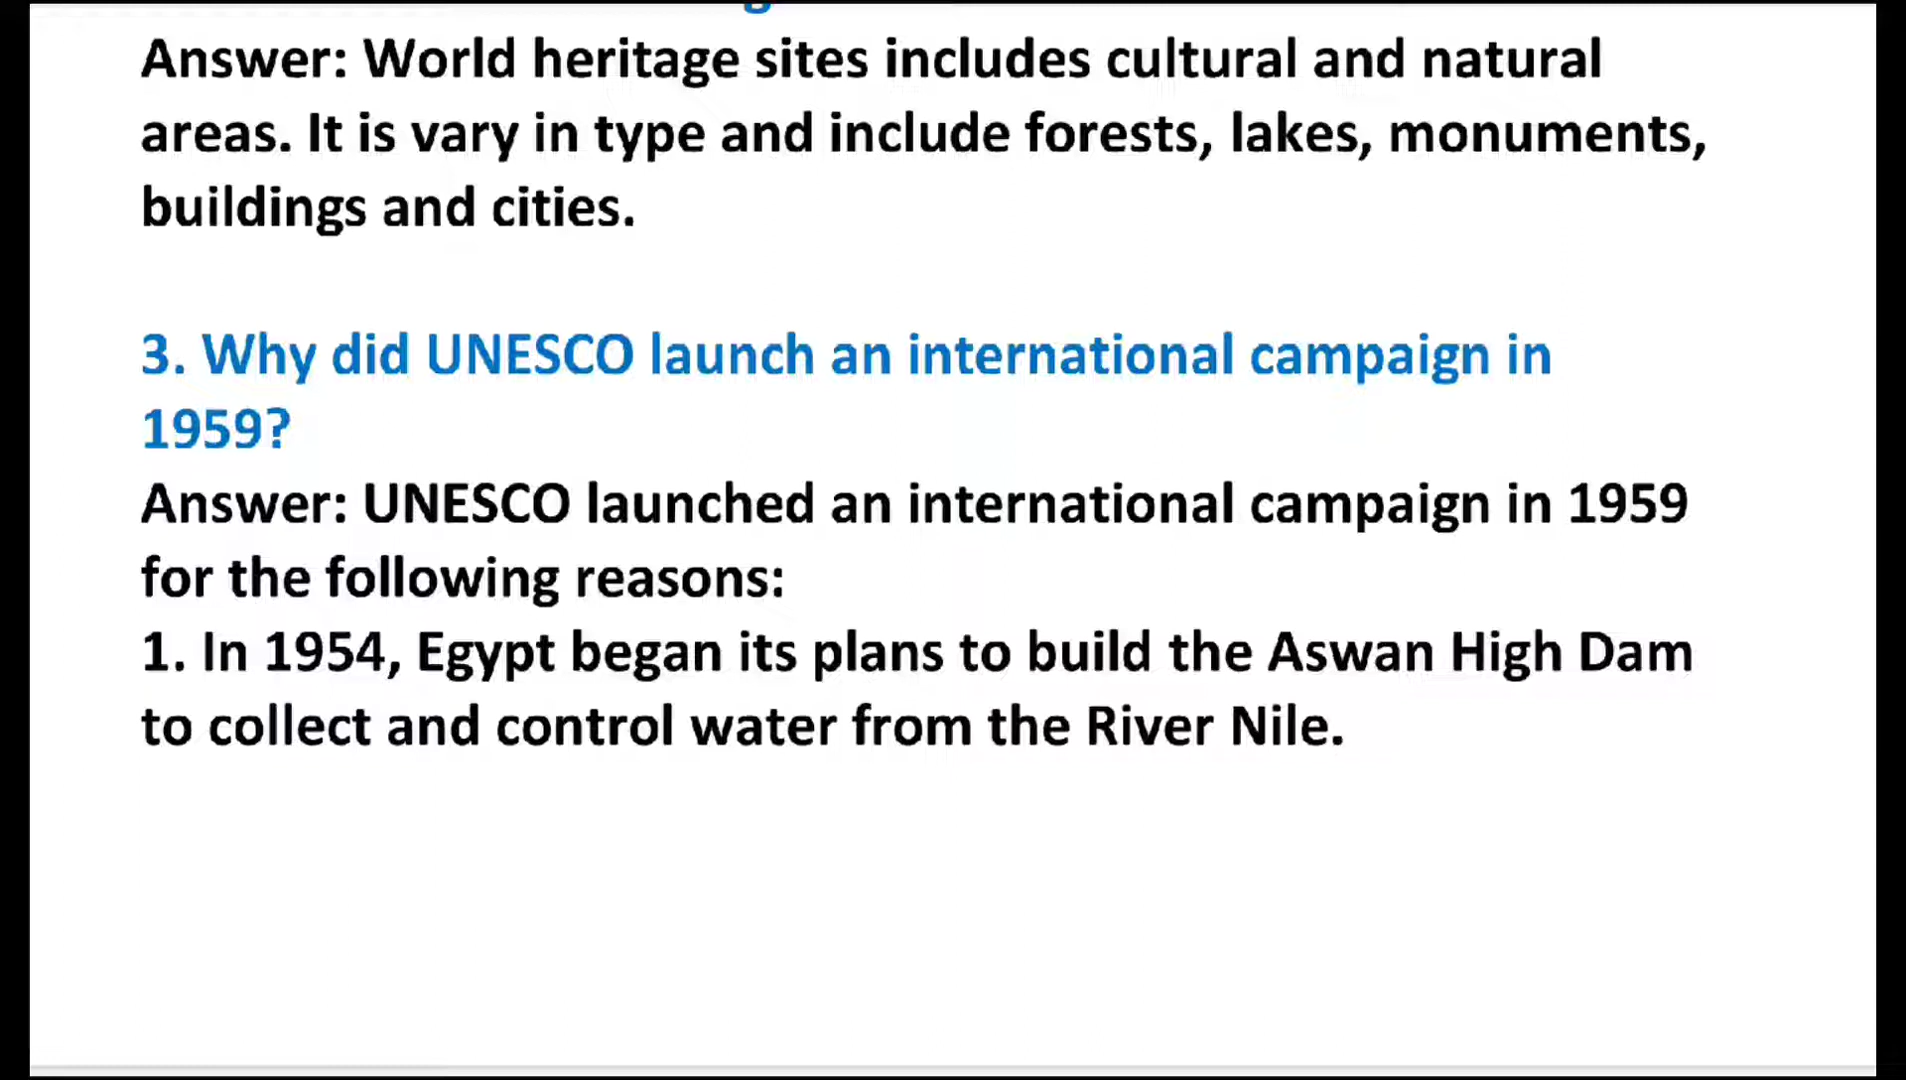 Answer: World heritage sites includes cultural and natural
areas. It is vary in type and include forests, lakes, monuments,
buildings and cities.
3. Why did UNESCO launch an international campaign in
1959?
Answer: UNESCO launched an international campaign in 1959
for the following reasons:
1. In 1954, Egypt began its plans to build the Aswan High Dam
to collect and control water from the River Nile.